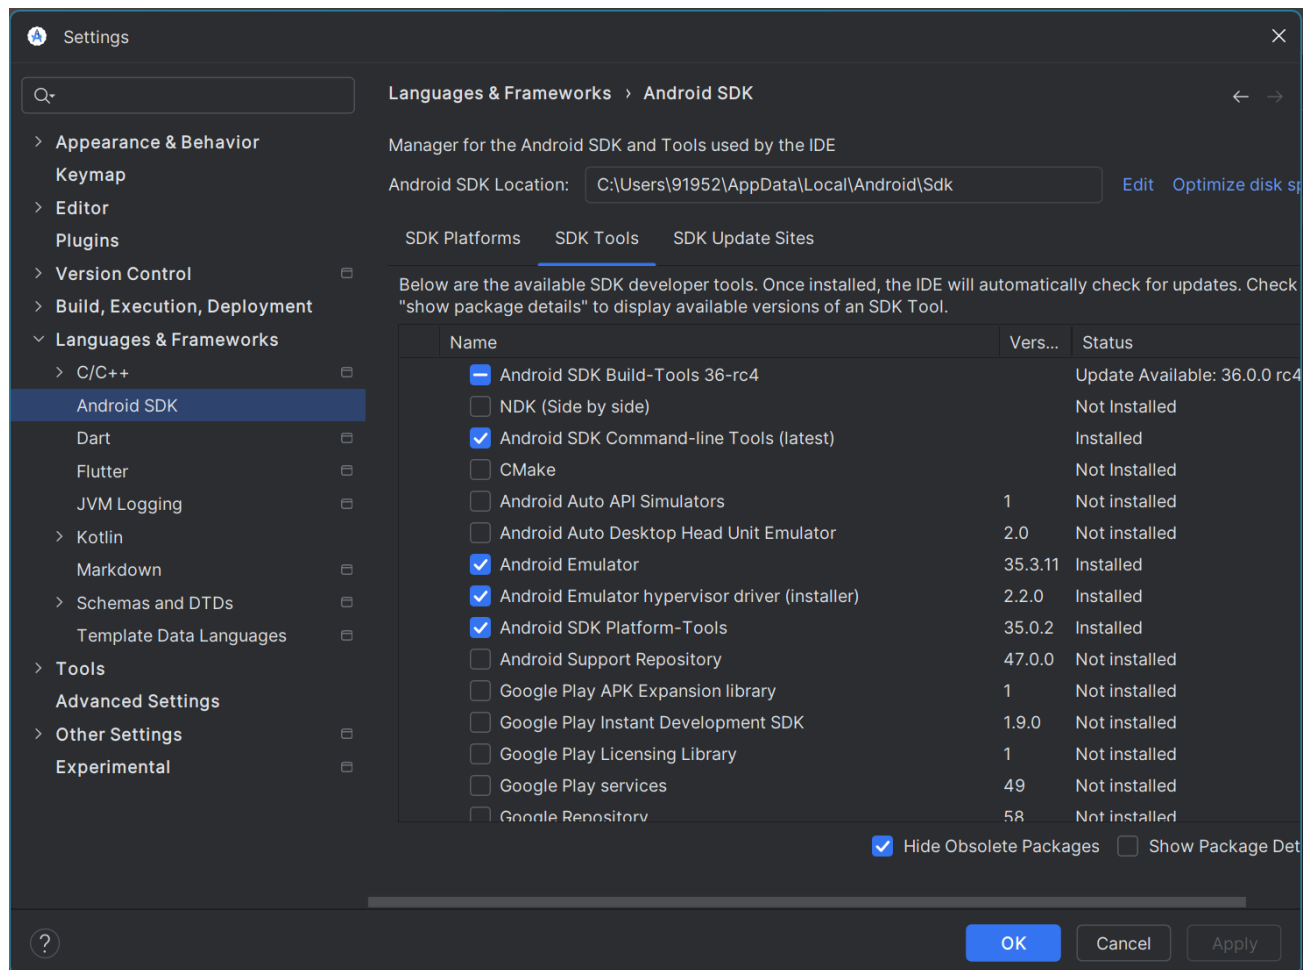 Settings
Languages & Frameworks › Android SDK
Appearance & Behavior
Keymap
Editor
Plugins
Version Control
Build, Execution, Deployment
Languages & Frameworks
C/C++
Android SDK
Dart
Flutter
JVM Logging
Kotlin
Markdown
Schemas and DTDs
Template Data Languages
Tools
Advanced Settings
Other Settings
Experimental
Manager for the Android SDK and Tools used by the IDE
Android SDK Location: C:\Users\91952\AppData\Local\Android\Sdk Edit Optimize disk sp
SDK Platforms SDK Tools SDK Update Sites
Below are the available SDK developer tools. Once installed, the IDE will automatically check for updates. Check
"show package details" to display available versions of an SDK Tool.
Name Vers... Status
Android SDK Build-Tools 36-rc4 Update Available: 36.0.0 rc4
NDK (Side by side) Not Installed
Android SDK Command-line Tools (latest) Installed
CMake Not Installed
Android Auto API Simulators 1 Not installed
Android Auto Desktop Head Unit Emulator 2.0 Not installed
Android Emulator 35.3.11 Installed
Android Emulator hypervisor driver (installer) 2.2.0 Installed
Android SDK Platform-Tools 35.0.2 Installed
Android Support Repository 47.0.0 Not installed
Google Play APK Expansion library 1 Not installed
Google Play Instant Development SDK 1.9.0 Not installed
Google Play Licensing Library 1 Not installed
Google Play services 49 Not installed
Google Repository 58 Not installed
Hide Obsolete Packages Show Package Det
? OK Cancel Apply